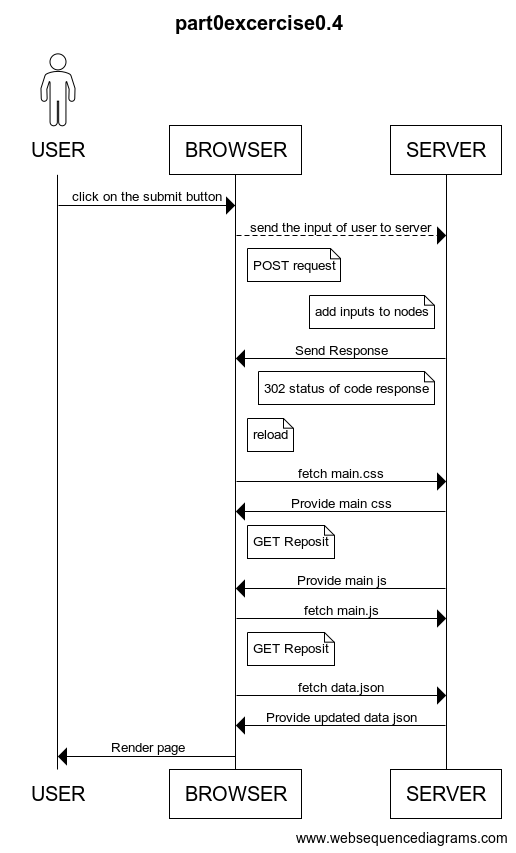 part0excercise0.4
USER
BROWSER
SERVER
click on the submit button
send the input of user to server
POST request
add inputs to nodes
Send Response
302 status of code response
reload
fetch main.css
Provide main css
GET Reposit
Provide main js
fetch main.js
GET Reposit
fetch data.json
Provide updated data json
Render page
USER
BROWSER
SERVER
www.websequencediagrams.com